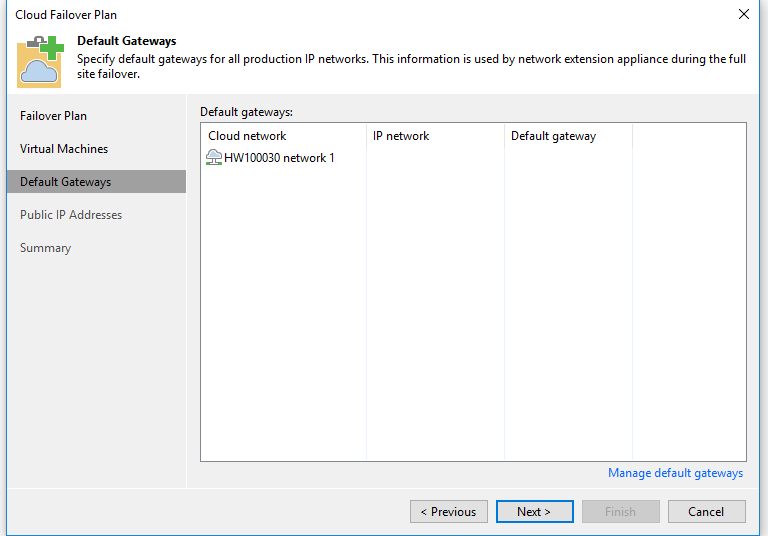 Cloud Failover Plan
Default Gateways
Specify default gateways for all production IP networks. This information is used by network extension appliance during the full
site failover.
Failover Plan
Virtual Machines
Default Gateways
Public IP Addresses
Summary
Default gateways:
Cloud network IP network Default gateway
HW100030 network 1
Manage default gateways
< Previous Next > Finish Cancel